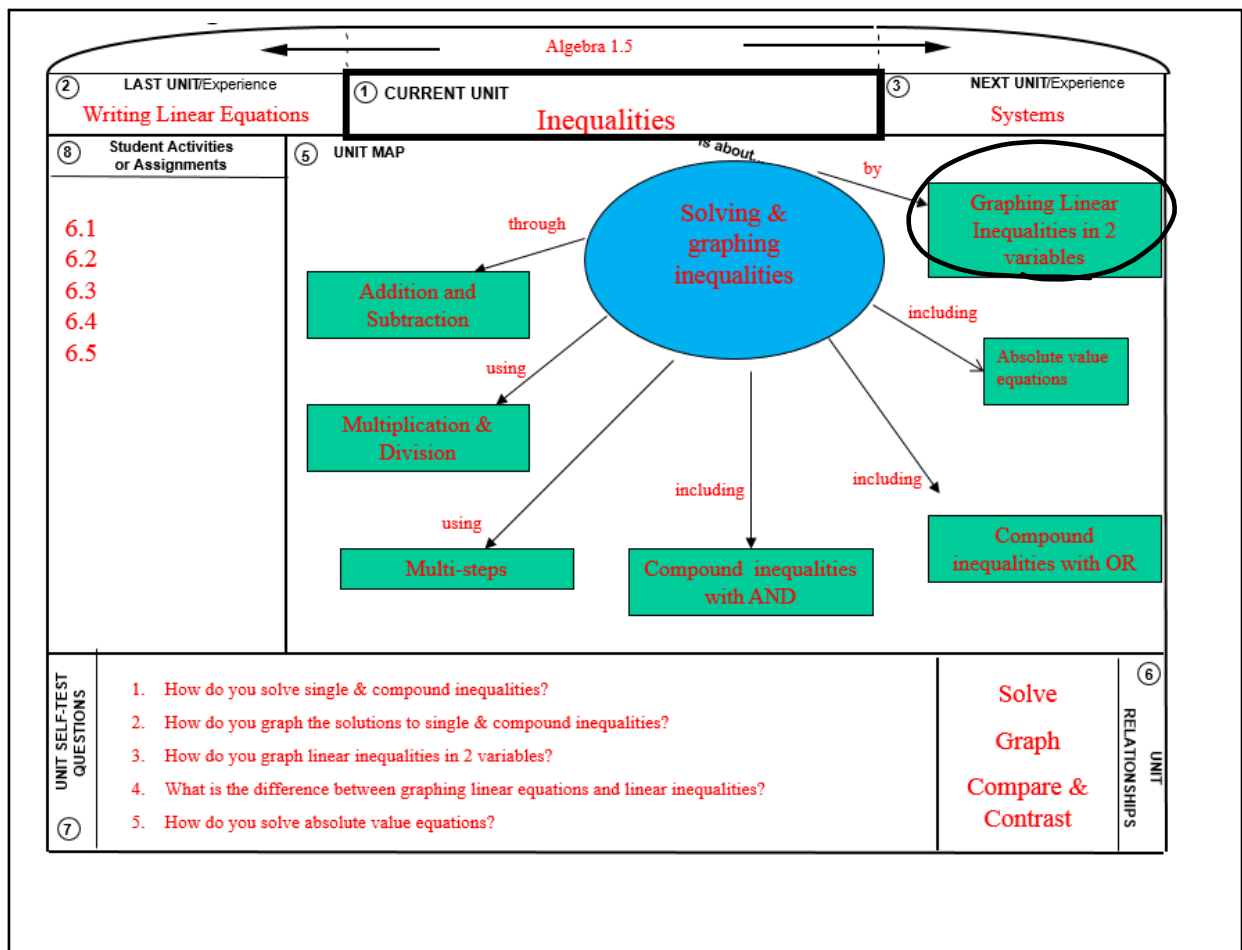 Algebra 1.5
2 LAST UNIT/Experience
Writing Linear Equations
1 CURRENT UNIT
Inequalities
3 NEXT UNIT/Experience
Systems
8 Student Activities
or Assignments
6.1
6.2
6.3
6.4
6.5
5 UNIT MAP
is about...
Solving &
graphing
inequalities
by
Graphing Linear
Inequalities in 2
variables
through
Addition and
Subtraction
including
Absolute value
equations
using
Multiplication &
Division
including
Compound
inequalities with OR
including
Compound inequalities
with AND
using
Multi-steps
UNIT SELF-TEST
QUESTIONS
7
1. How do you solve single & compound inequalities?
2. How do you graph the solutions to single & compound inequalities?
3. How do you graph linear inequalities in 2 variables?
4. What is the difference between graphing linear equations and linear inequalities?
5. How do you solve absolute value equations?
Solve
Graph
Compare &
Contrast
6
UNIT
RELATIONSHIPS